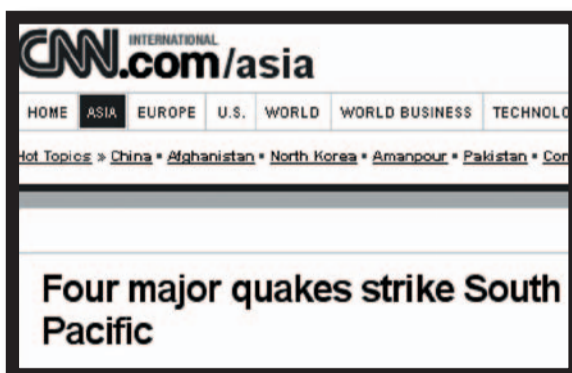 CNN INTERNATIONAL
.com/asia
HOME ASIA EUROPE U.S. WORLD WORLD BUSINESS
Hot Topics » China ▪ Afghanistan ▪ North Korea ▪ Amanpour ▪ Pakistan ▪
Four major quakes strike South
Pacific